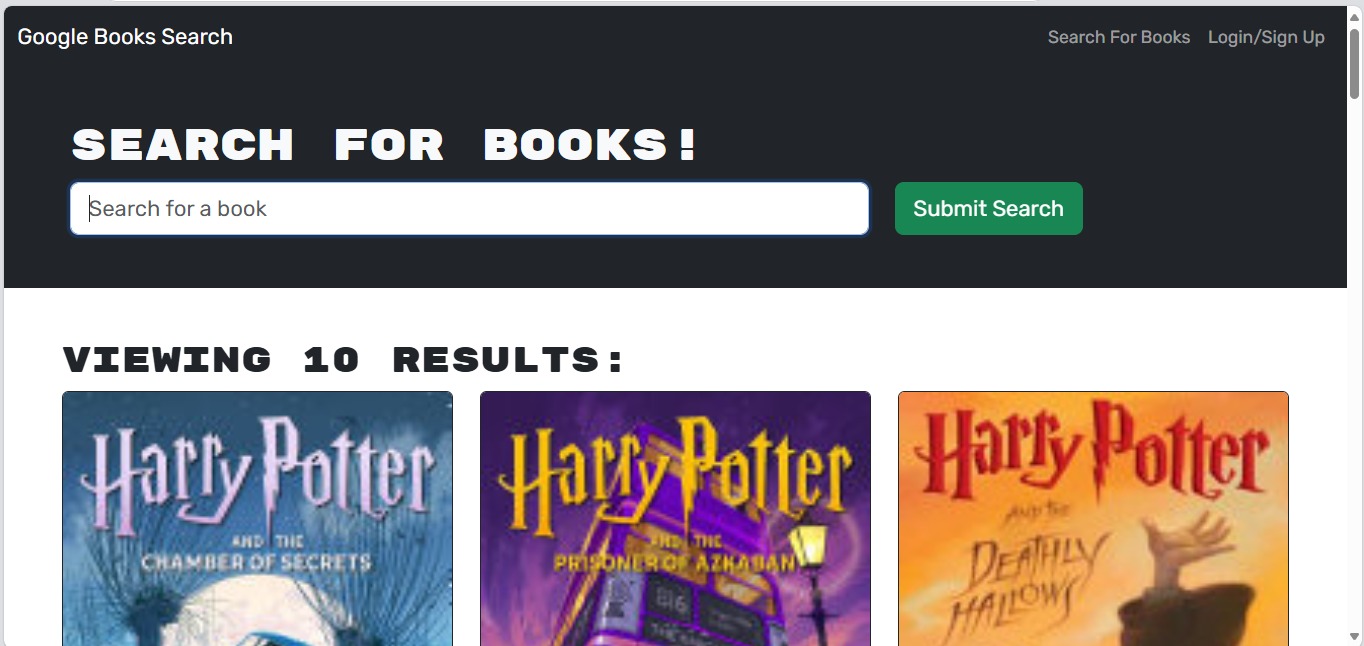 Google Books Search
Search For Books
Login/Sign Up
SEARCH FOR BOOKS!
Search for a book
Submit Search
VIEWING 10 RESULTS:
Harry Potter
AND THE
CHAMBER OF SECRETS
Harry Potter
AND THE
PRISONER OF AZKABAN
Harry Potter
AND THE
DEATHLY
HALLOWS